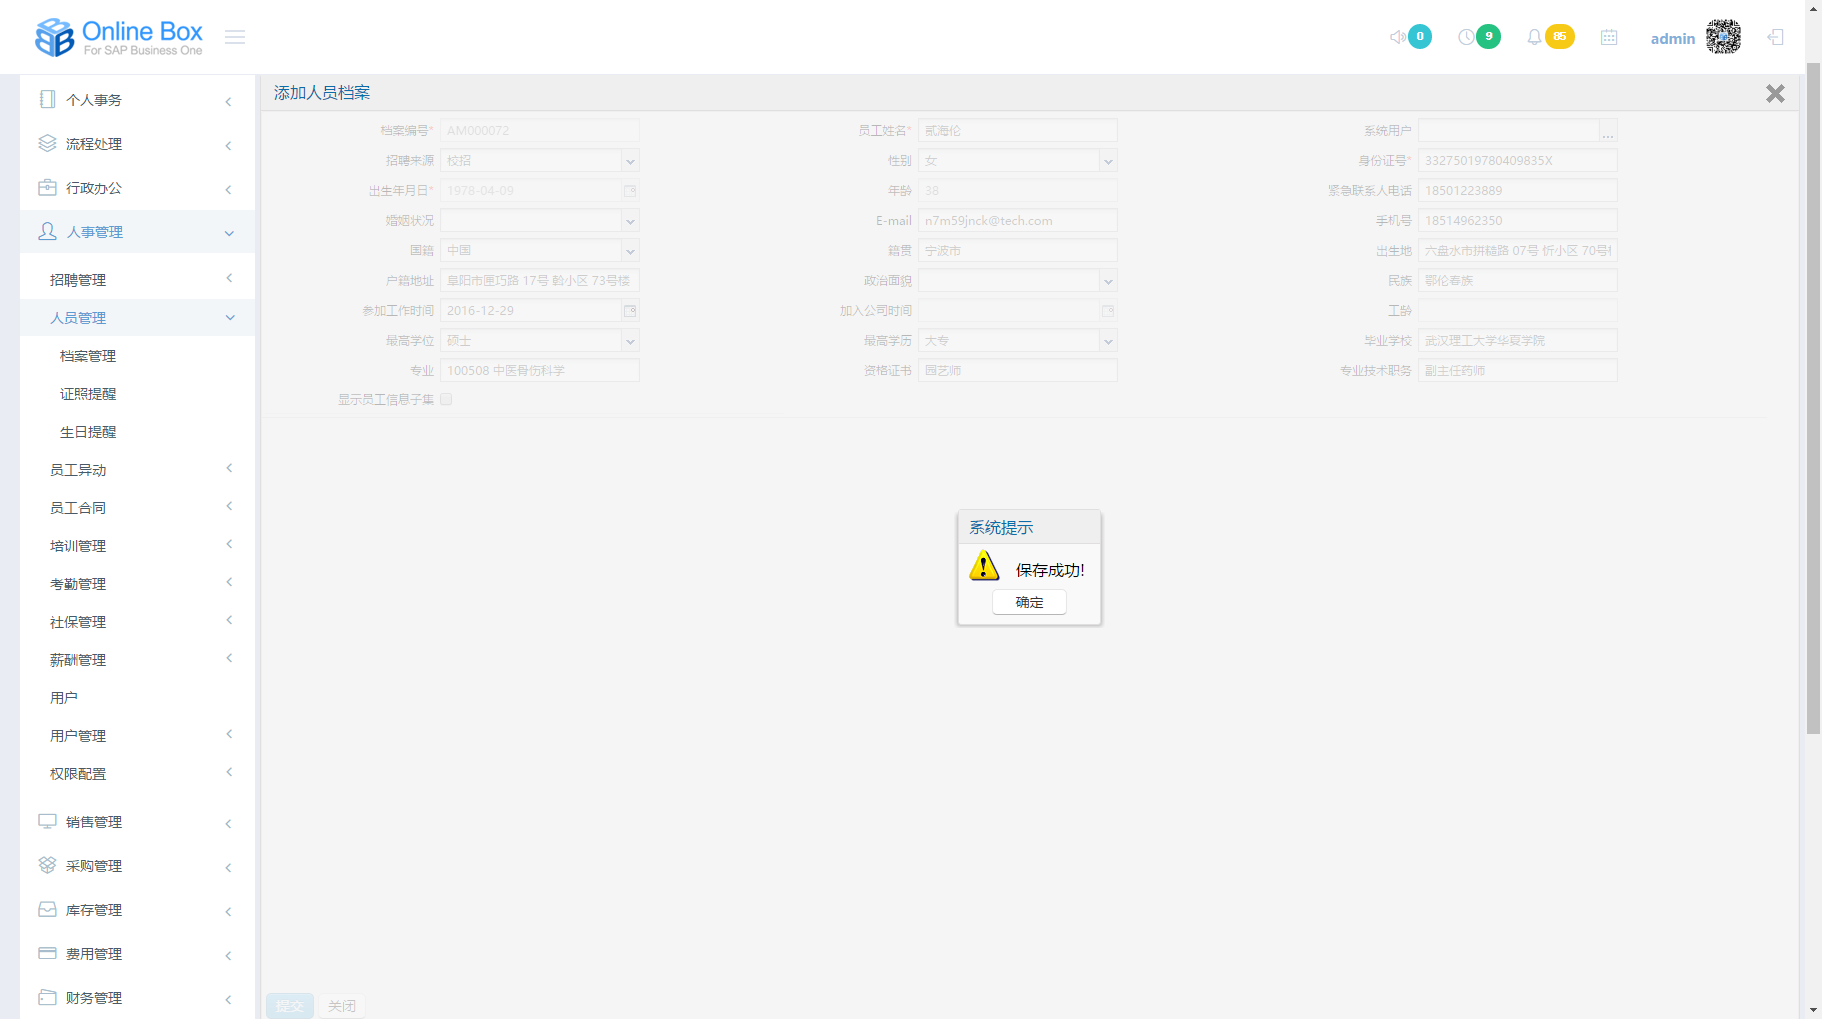 Online Box
For SAP Business One
0
9
85
admin
个人事务
流程处理
行政办公
人事管理
招聘管理
人员管理
档案管理
证照提醒
生日提醒
员工异动
员工合同
培训管理
考勤管理
社保管理
薪酬管理
用户
用户管理
权限配置
销售管理
采购管理
库存管理
费用管理
财务管理
添加人员档案
档案编号* AM000072 员工姓名* 贰海伦 系统用户 ...
招聘来源 校招 性别 女 身份证号* 33275019780409835X
出生年月日* 1978-04-09 年龄 38 紧急联系人电话 18501223889
婚姻状况 E-mail n7m59jnck@tech.com 手机号 18514962350
国籍 中国 籍贯 宁波市 出生地 六盘水市拼糙路 07号 忻小区 70号
户籍地址 阜阳市匣巧路 17号 斡小区 73号楼 政治面貌 民族 鄂伦春族
参加工作时间 2016-12-29 加入公司时间 工龄
最高学位 硕士 最高学历 大专 毕业学校 武汉理工大学华夏学院
专业 100508 中医骨伤科学 资格证书 园艺师 专业技术职务 副主任药师
显示员工信息子集
系统提示
保存成功!
确定
提交 关闭